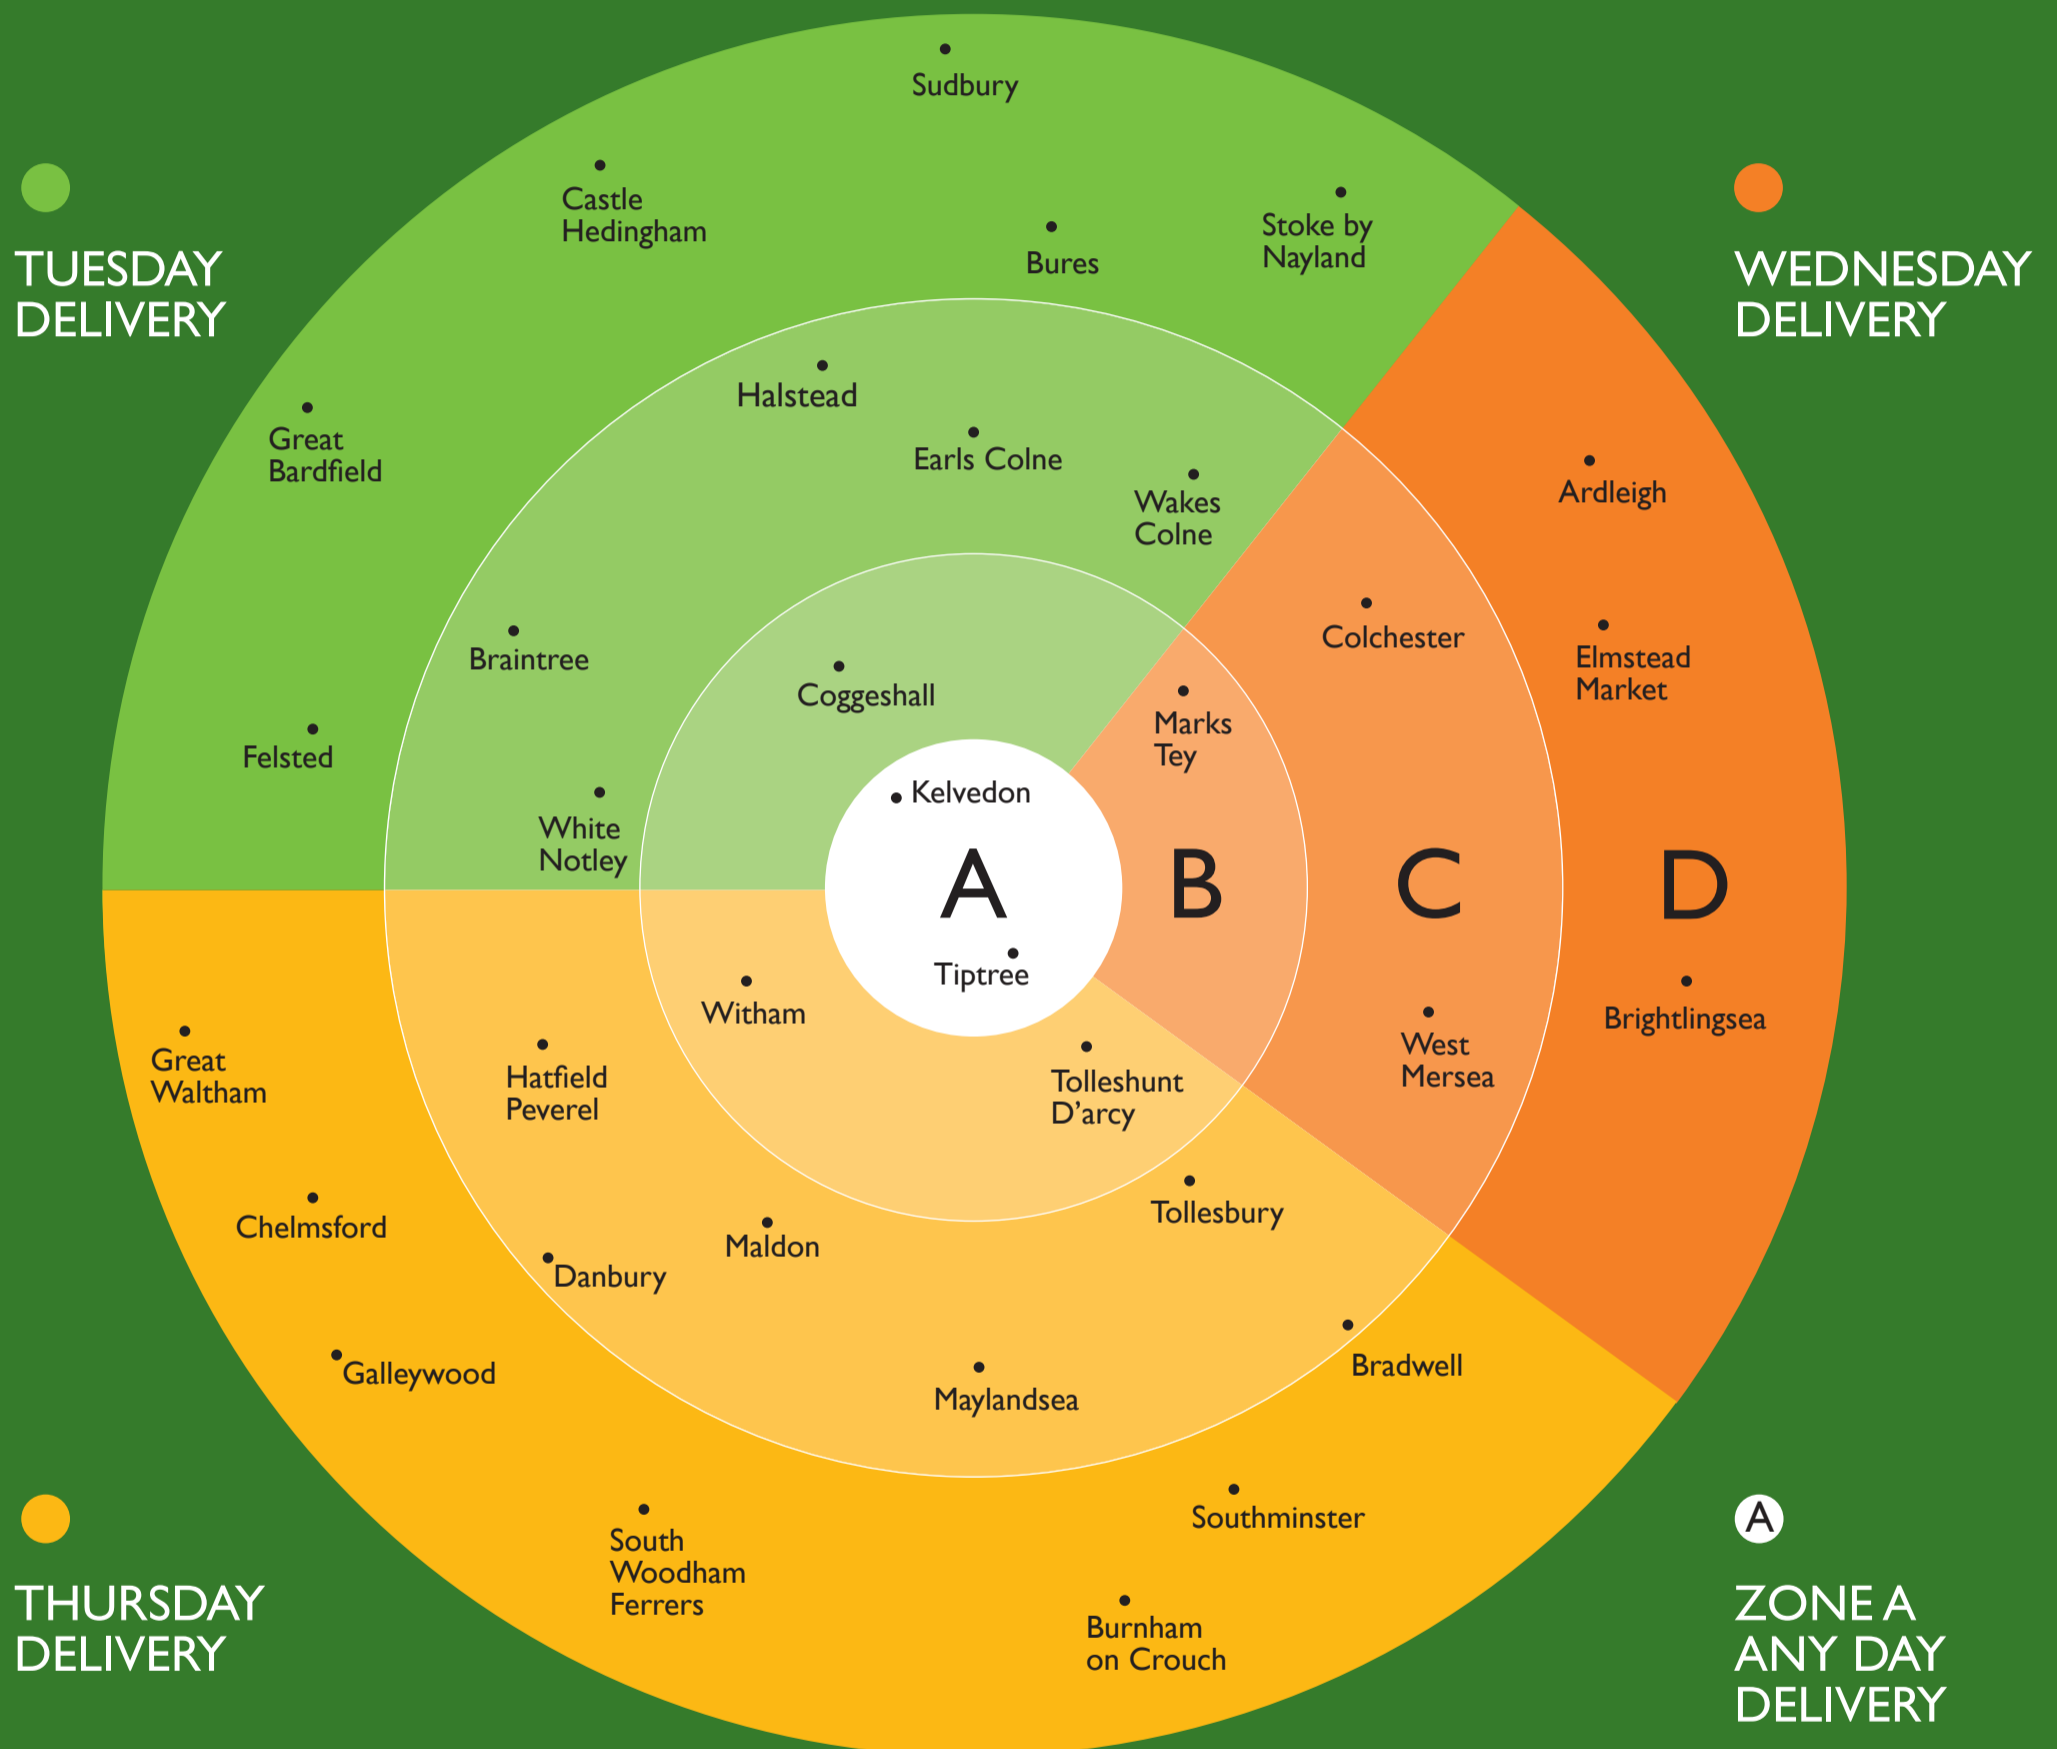 Sudbury
Castle
Hedingham
Stoke by
Nayland
Bures
TUESDAY
DELIVERY
WEDNESDAY
DELIVERY
Halstead
Great
Bardfield
Earls Colne
Wakes
Colne
Ardleigh
Braintree
Colchester
Elmstead
Market
Coggeshall
Marks
Tey
Felsted
Kelvedon
White
Notley
A
B
C
D
Tiptree
Witham
Brightlingsea
Great
Waltham
Hatfield
Peverel
Tolleshunt
D'arcy
West
Mersea
Chelmsford
Tollesbury
Maldon
Danbury
Galleywood
Maylandsea
Bradwell
Southminster
South
Woodham
Ferrers
Burnham
on Crouch
THURSDAY
DELIVERY
A
ZONE A
ANY DAY
DELIVERY